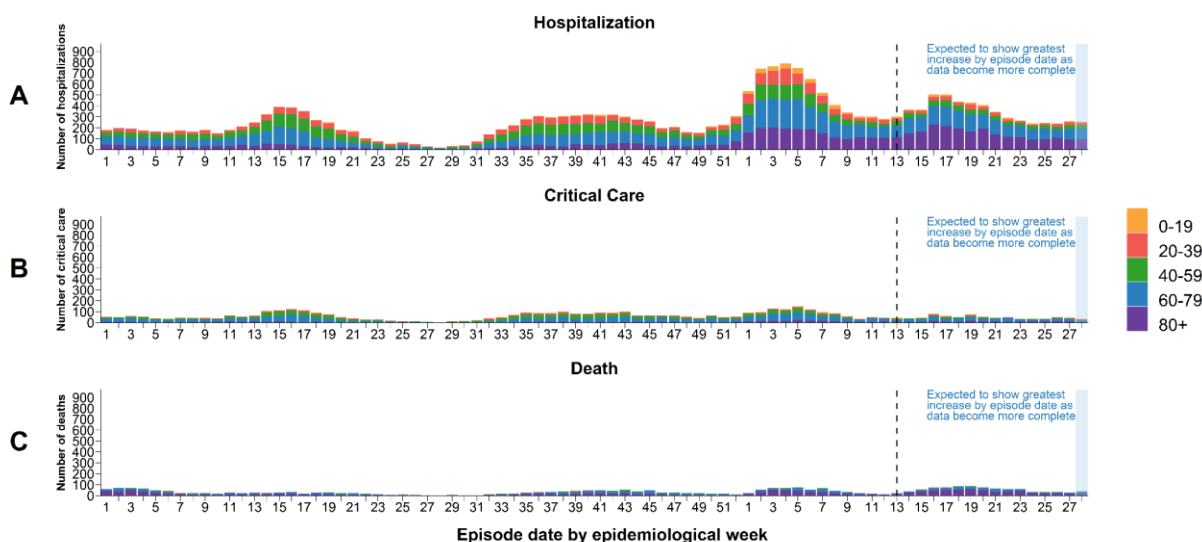 Hospitalization
A
Number of hospitalizations
900
800
700
600
500
400
300
200
100
0
Expected to show greatest
increase by episode date as
data become more complete
1 3 5 7 9 11 13 15 17 19 21 23 25 27 29 31 33 35 37 39 41 43 45 47 49 51 1 3 5 7 9 11 13 15 17 19 21 23 25 27
Critical Care
B
Number of critical care
900
800
700
600
500
400
300
200
100
0
Expected to show greatest
increase by episode date as
data become more complete
1 3 5 7 9 11 13 15 17 19 21 23 25 27 29 31 33 35 37 39 41 43 45 47 49 51 1 3 5 7 9 11 13 15 17 19 21 23 25 27
0-19
20-39
40-59
60-79
80+
Death
C
Number of deaths
900
800
700
600
500
400
300
200
100
0
Expected to show greatest
increase by episode date as
data become more complete
1 3 5 7 9 11 13 15 17 19 21 23 25 27 29 31 33 35 37 39 41 43 45 47 49 51 1 3 5 7 9 11 13 15 17 19 21 23 25 27
Episode date by epidemiological week